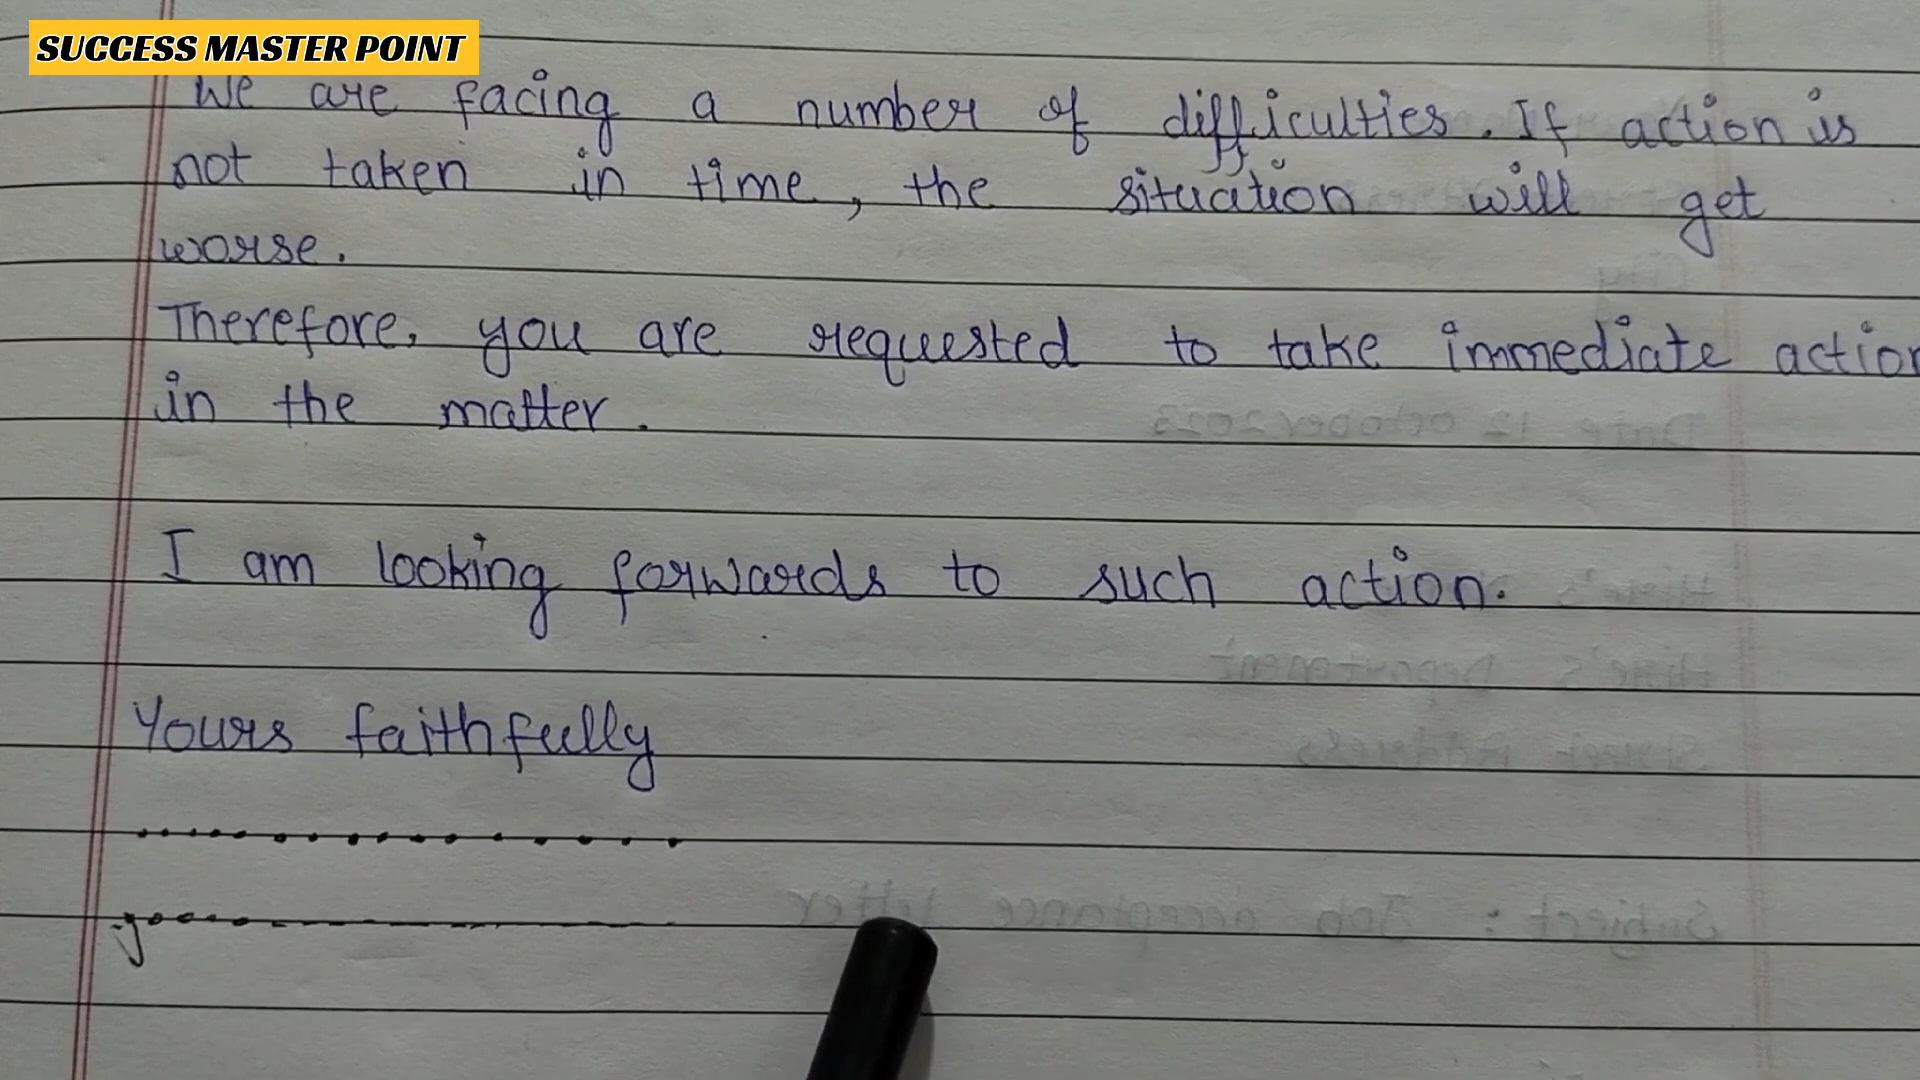 SUCCESS MASTER POINT
We are facing a number of difficulties. If action is
not taken in time, the situation will get
worse.
Therefore, you are requested to take immediate action
in the matter.
I am looking forwards to such action.
Yours faithfully